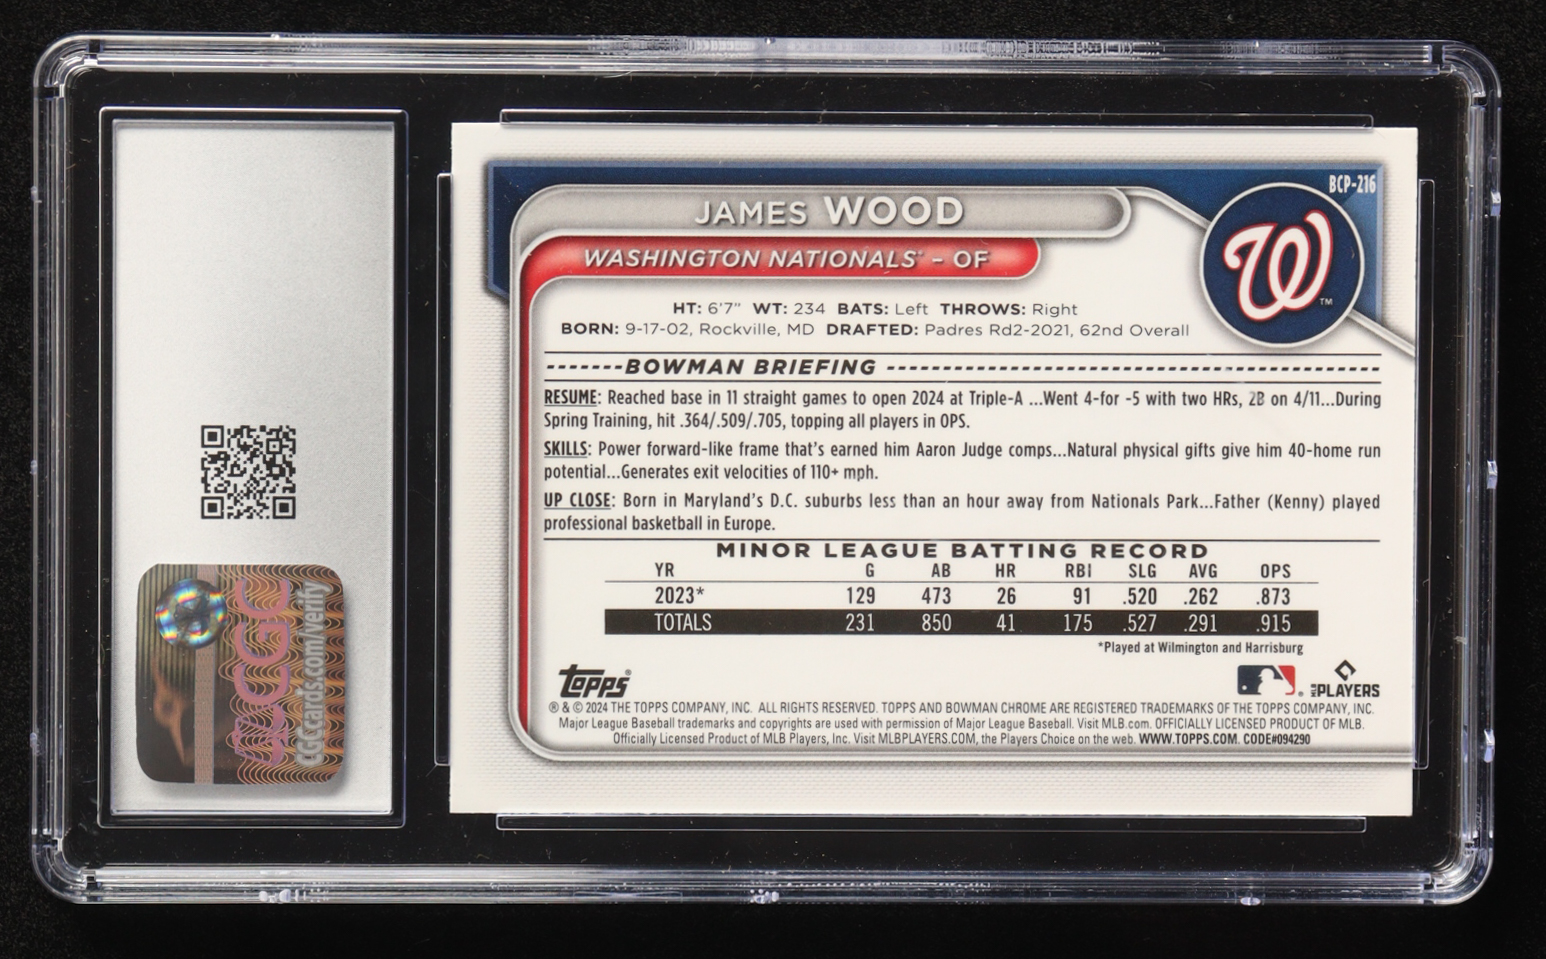 BCP-216
JAMES WOOD
WASHINGTON NATIONALS™ – OF
W™
HT: 6'7" WT: 234 BATS: Left THROWS: Right
BORN: 9-17-02, Rockville, MD DRAFTED: Padres Rd2-2021, 62nd Overall
-------BOWMAN BRIEFING
RESUME: Reached base in 11 straight games to open 2024 at Triple-A ...Went 4-for -5 with two HRs, 2B on 4/11...During
Spring Training, hit .364/.509/.705, topping all players in OPS.
SKILLS: Power forward-like frame that's earned him Aaron Judge comps...Natural physical gifts give him 40-home run
potential...Generates exit velocities of 110+ mph.
UP CLOSE: Born in Maryland's D.C. suburbs less than an hour away from Nationals Park...Father (Kenny) played
professional basketball in Europe.
MINOR LEAGUE BATTING RECORD
YR G AB HR RBI SLG AVG OPS
2023* 129 473 26 91 .520 .262 .873
TOTALS 231 850 41 175 .527 .291 .915
*Played at Wilmington and Harrisburg
Topps®
MLB PLAYERS
® & © 2024 THE TOPPS COMPANY, INC. ALL RIGHTS RESERVED. TOPPS AND BOWMAN CHROME ARE REGISTERED TRADEMARKS OF THE TOPPS COMPANY, INC.
Major League Baseball trademarks and copyrights are used with permission of Major League Baseball. Visit MLB.com. OFFICIALLY LICENSED PRODUCT OF MLB.
Officially Licensed Product of MLB Players, Inc. Visit MLBPLAYERS.COM, the Players Choice on the web. WWW.TOPPS.COM. CODE#094290
CGC
CGCcards.com/verify